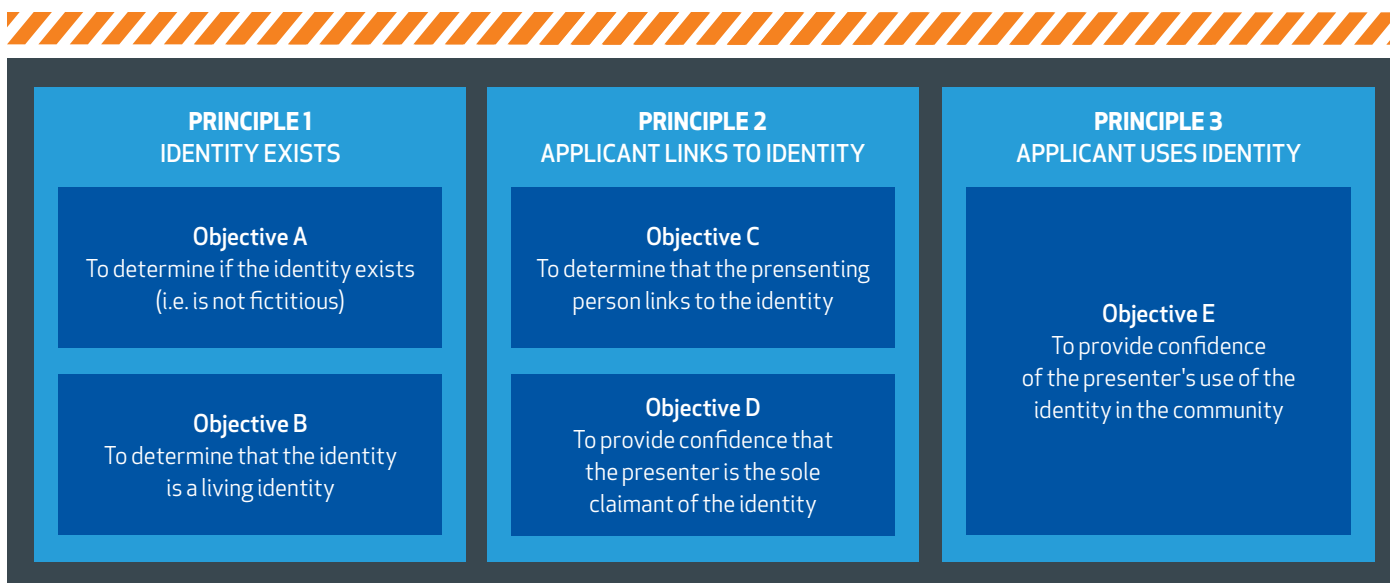 PRINCIPLE 1
IDENTITY EXISTS
Objective A
To determine if the identity exists
(i.e. is not fictitious)
Objective B
To determine that the identity
is a living identity
PRINCIPLE 2
APPLICANT LINKS TO IDENTITY
Objective C
To determine that the prensenting
person links to the identity
Objective D
To provide confidence that
the presenter is the sole
claimant of the identity
PRINCIPLE 3
APPLICANT USES IDENTITY
Objective E
To provide confidence
of the presenter's use of the
identity in the community